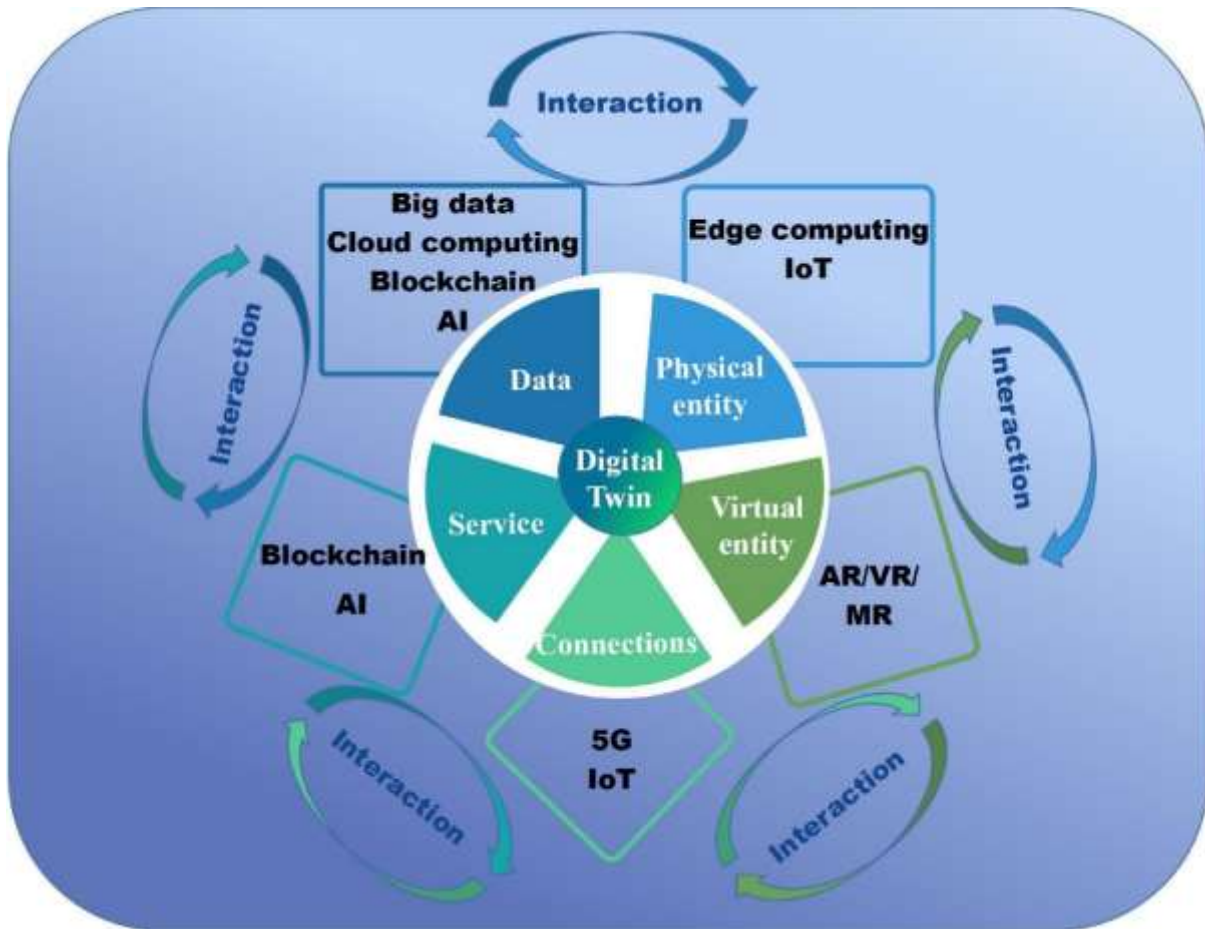 Interaction
Big data
Cloud computing
Blockchain
AI
Edge computing
IoT
Data
Physical
entity
Interaction
Interaction
Digital
Twin
Service
Virtual
entity
Blockchain
AI
AR/VR/
MR
Connections
5G
IoT
Interaction
Interaction